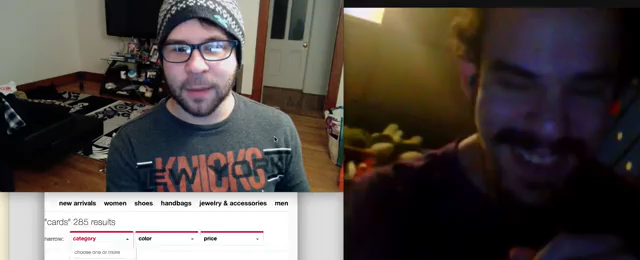 NEW YORK
KNICKS
new arrivals women shoes handbags jewelry & accessories men
"cards" 285 results
narrow: category color price
choose one or more